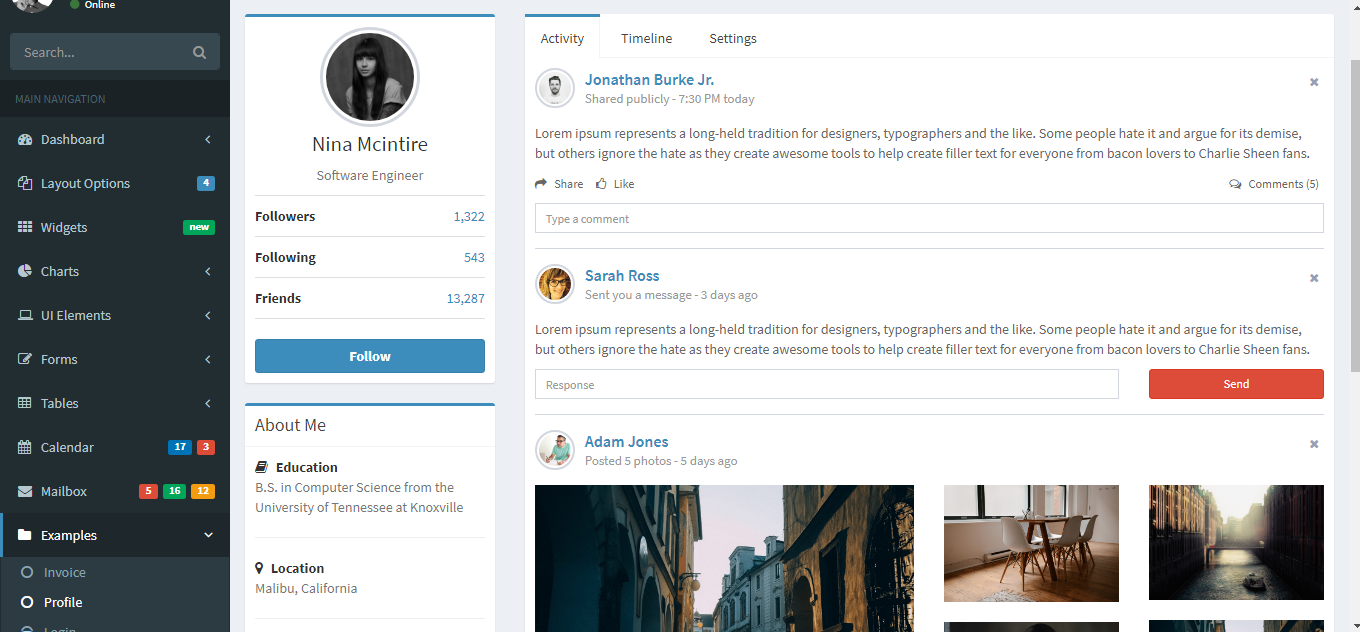 Online
Search...
MAIN NAVIGATION
Dashboard
Layout Options 4
Widgets new
Charts
UI Elements
Forms
Tables
Calendar 17 3
Mailbox 5 16 12
Examples
Invoice
Profile
Login
Nina Mcintire
Software Engineer
Followers 1,322
Following 543
Friends 13,287
Follow
About Me
Education
B.S. in Computer Science from the
University of Tennessee at Knoxville
Location
Malibu, California
Activity Timeline Settings
Jonathan Burke Jr.
Shared publicly - 7:30 PM today
Lorem ipsum represents a long-held tradition for designers, typographers and the like. Some people hate it and argue for its demise,
but others ignore the hate as they create awesome tools to help create filler text for everyone from bacon lovers to Charlie Sheen fans.
Share Like Comments (5)
Type a comment
Sarah Ross
Sent you a message - 3 days ago
Lorem ipsum represents a long-held tradition for designers, typographers and the like. Some people hate it and argue for its demise,
but others ignore the hate as they create awesome tools to help create filler text for everyone from bacon lovers to Charlie Sheen fans.
Response Send
Adam Jones
Posted 5 photos - 5 days ago